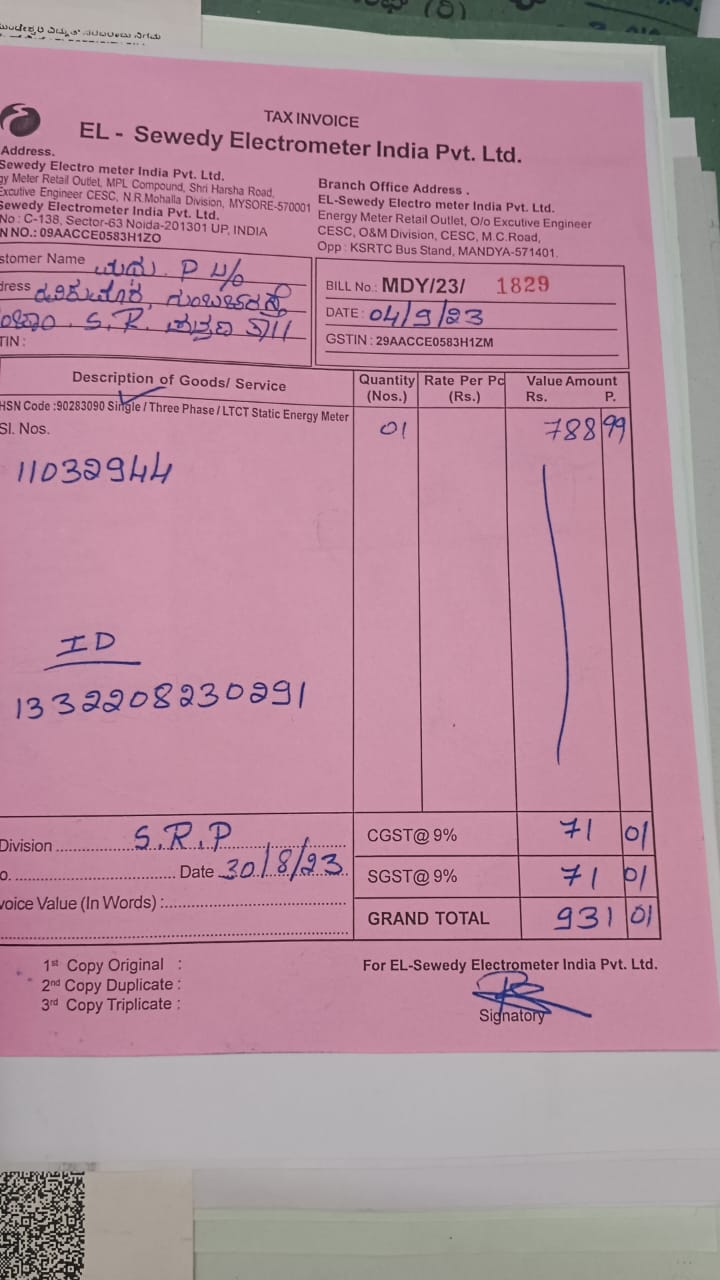 TAX INVOICE
EL - Sewedy Electrometer India Pvt. Ltd.
Address.
Sewedy Electro meter India Pvt. Ltd.
gy Meter Retail Outlet, MPL Compound, Shri Harsha Road,
Excutive Engineer CESC, N.R.Mohalla Division, MYSORE-570001
Sewedy Electrometer India Pvt. Ltd.
No : C-138, Sector-63 Noida-201301 UP, INDIA
N NO.: 09AACCE0583H1ZO
Branch Office Address .
EL-Sewedy Electro meter India Pvt. Ltd.
Energy Meter Retail Outlet, O/o Excutive Engineer
CESC, O&M Division, CESC, M.C.Road,
Opp : KSRTC Bus Stand, MANDYA-571401.
stomer Name P
dress
S.R.
TIN :
BILL No.: MDY/23/ 1829
DATE : 04/9/23
GSTIN : 29AACCE0583H1ZM
Description of Goods/ Service Quantity (Nos.) Rate Per Pc (Rs.) Value Amount Rs. P.
HSN Code :90283090 Single / Three Phase / LTCT Static Energy Meter
Sl. Nos. 01 788 99
11032944
ID
1332208230291
Division S.R.P CGST@ 9% 71 01
o. Date 30/8/23 SGST@ 9% 71 01
voice Value (In Words) : GRAND TOTAL 931 01
1st Copy Original :
2nd Copy Duplicate :
3rd Copy Triplicate :
For EL-Sewedy Electrometer India Pvt. Ltd.
Signatory